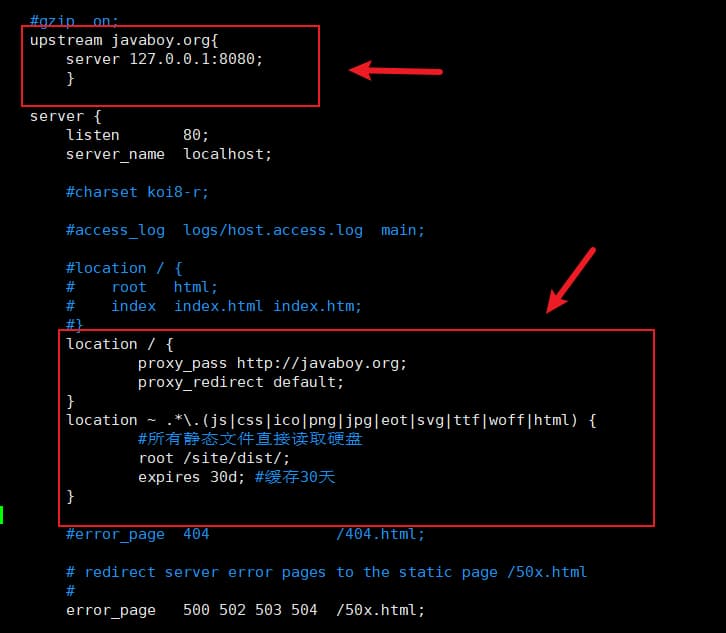 #gzip  on;
upstream javaboy.org{
    server 127.0.0.1:8080;
    }
server {
    listen       80;
    server_name  localhost;
    #charset koi8-r;
    #access_log  logs/host.access.log  main;
    #location / {
    #    root   html;
    #    index  index.html index.htm;
    #}
    location / {
            proxy_pass http://javaboy.org;
            proxy_redirect default;
    }
    location ~ .*\.(js|css|ico|png|jpg|eot|svg|ttf|woff|html) {
            #所有静态文件直接读取硬盘
            root /site/dist/;
            expires 30d; #缓存30天
    }
    #error_page  404              /404.html;
    # redirect server error pages to the static page /50x.html
    #
    error_page   500 502 503 504  /50x.html;